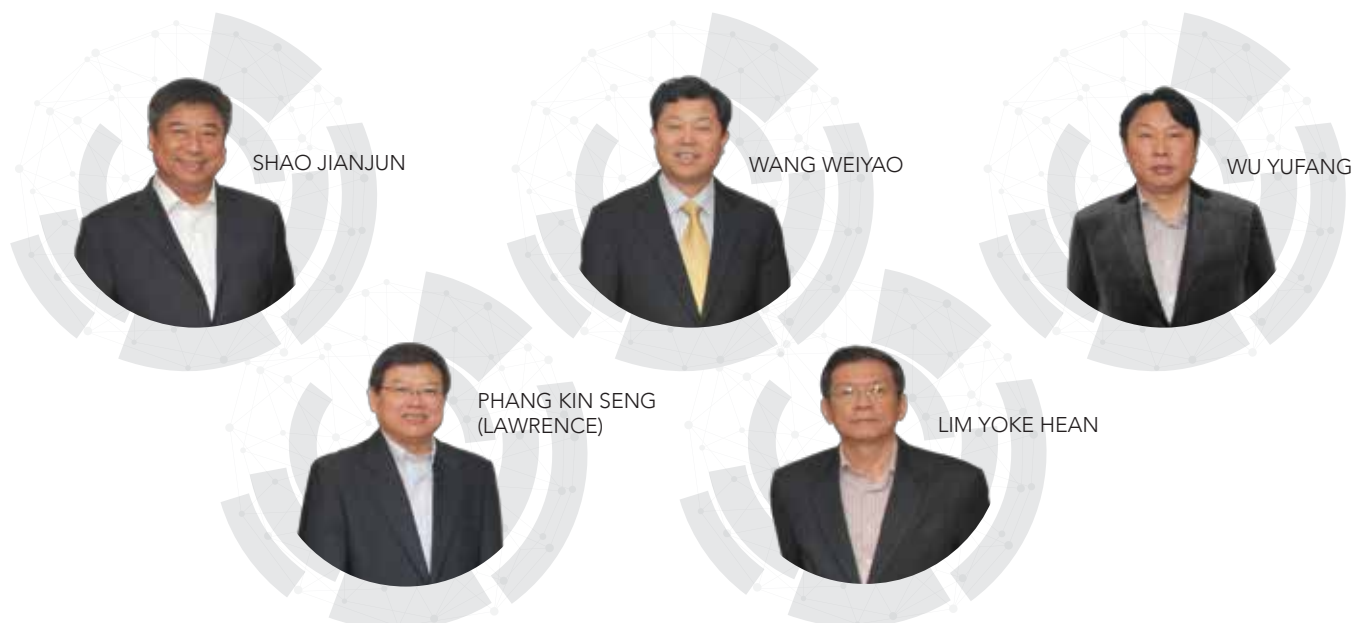 SHAO JIANJUN
WANG WEIYAO
WU YUFANG
PHANG KIN SENG
(LAWRENCE)
LIM YOKE HEAN